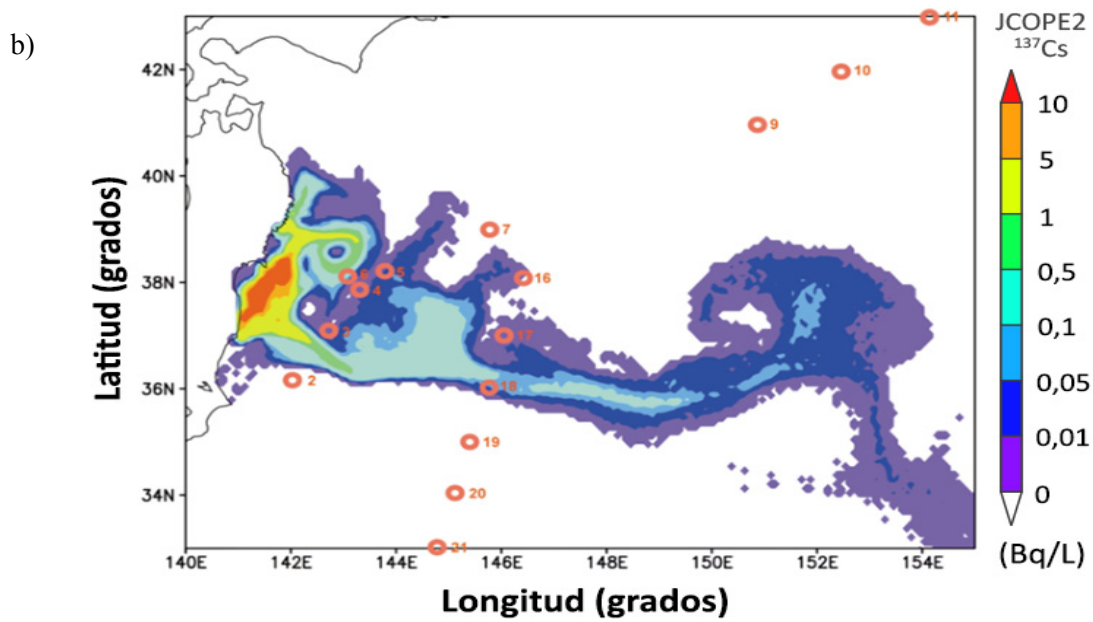 b)
JCOPE2
¹³⁷Cs
11
42N
10
10
9
5
40N
1
7
0,5
6
5
16
38N
4
0,1
3
17
2
18
0,05
36N
19
0,01
20
34N
0
21
140E 142E 144E 146E 148E 150E 152E 154E
(Bq/L)
Latitud (grados)
Longitud (grados)